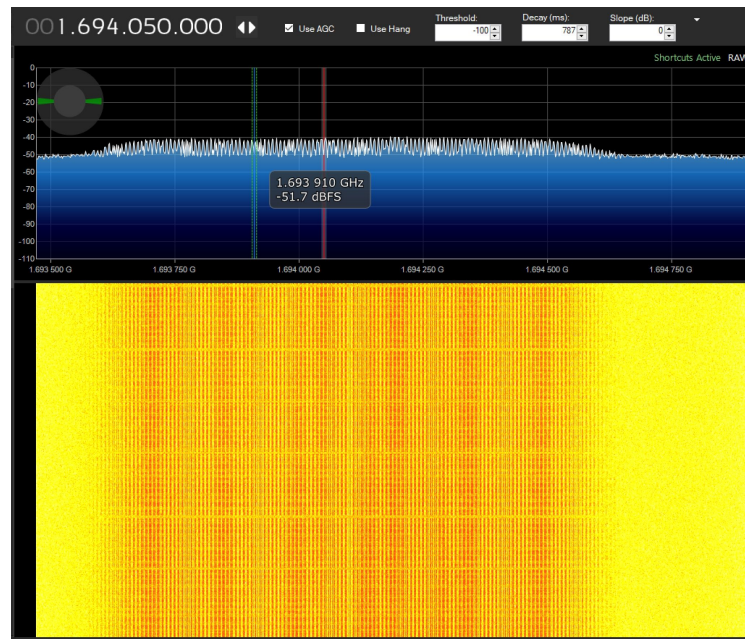 001.694.050.000
Use AGC
Use Hang
Threshold:
-100
Decay (ms):
787
Slope (dB):
0
Shortcuts Active RAW
0
-10
-20
-30
-40
-50
-60
-70
-80
-90
-100
-110
1.693 910 GHz
-51.7 dBFS
1.693 500 G 1.693 750 G 1.694 000 G 1.694 250 G 1.694 500 G 1.694 750 G